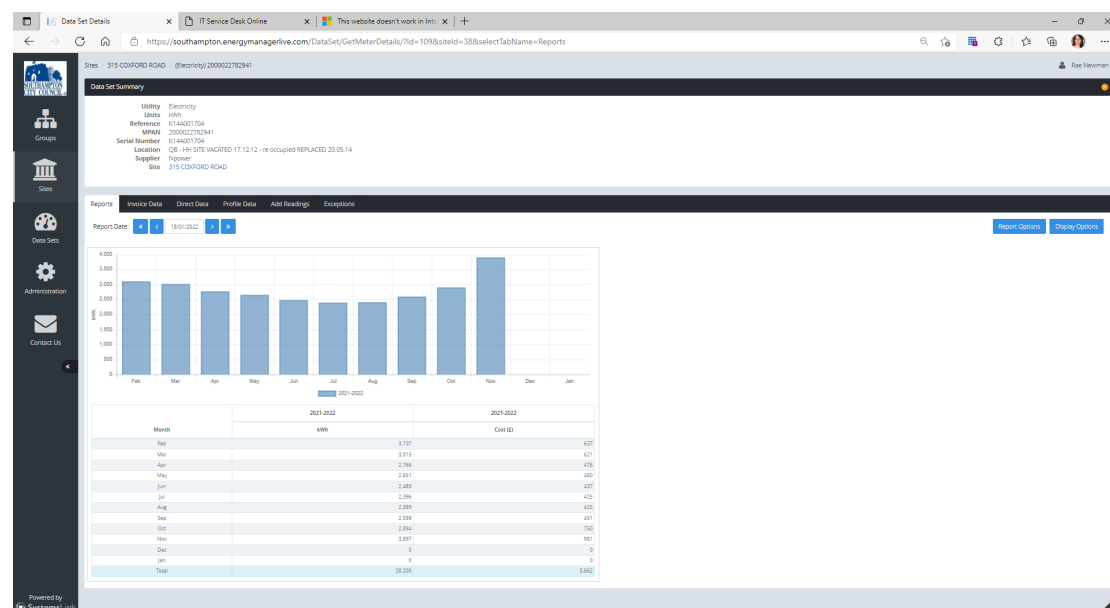 Data Set Details
IT Service Desk Online
This website doesn't work in Inte
https://southampton.energymanagerlive.com/DataSet/GetMeterDetails/?Id=109&siteId=38&selectTabName=Reports
SOUTHAMPTON
CITY COUNCIL
Groups
Sites
Data Sets
Administration
Contact Us
Powered by
SystemsLink
Sites 315 COXFORD ROAD (Electricity) 2000022782941
Rae Newman
Data Set Summary
Utility Electricity
Units kWh
Reference K14A001704
MPAN 2000022782941
Serial Number K14A001704
Location QB - HH SITE VACATED 17.12.12 - re occupied REPLACED 20.05.14
Supplier Npower
Site 315 COXFORD ROAD
Reports Invoice Data Direct Data Profile Data Add Readings Exceptions
Report Date: « ‹ 18/01/2022 › »
Report Options Display Options
4,000
3,500
3,000
2,500
2,000
1,500
1,000
500
0
kWh
Feb Mar Apr May Jun Jul Aug Sep Oct Nov Dec Jan
2021-2022
2021-2022 2021-2022
Month kWh Cost (£)
Feb 3,107 637
Mar 3,015 621
Apr 2,766 476
May 2,651 460
Jun 2,483 437
Jul 2,396 425
Aug 2,399 425
Sep 2,598 451
Oct 2,894 750
Nov 3,897 981
Dec 0 0
Jan 0 0
Total 28,205 5,662